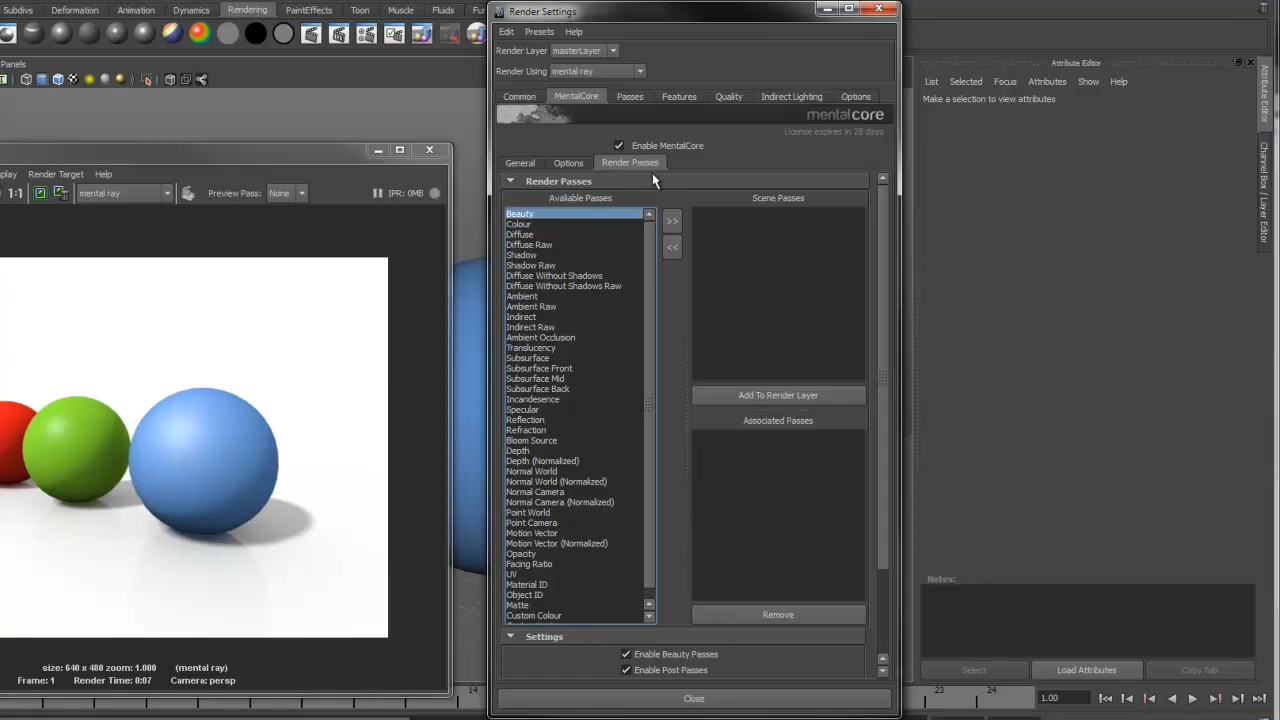 Subdivs Deformation Animation Dynamics Rendering PaintEffects Toon Muscle Fluids Fur
Panels
Display Render Target Help
1:1 mental ray Preview Pass: None IPR: 0MB
size: 640 x 480 zoom: 1.000 (mental ray)
Frame: 1 Render Time: 0:07 Camera: persp
Render Settings
Edit Presets Help
Render Layer masterLayer
Render Using mental ray
Common MentalCore Passes Features Quality Indirect Lighting Options
mentalcore
License expires in 28 days
Enable MentalCore
General Options Render Passes
Render Passes
Avaliable Passes
Scene Passes
Beauty
>>
Colour
Diffuse
Diffuse Raw
<<
Shadow
Shadow Raw
Diffuse Without Shadows
Diffuse Without Shadows Raw
Ambient
Ambient Raw
Indirect
Indirect Raw
Ambient Occlusion
Translucency
Subsurface
Subsurface Front
Subsurface Mid
Subsurface Back
Incandesence
Specular
Reflection
Refraction
Bloom Source
Depth
Depth (Normalized)
Normal World
Normal World (Normalized)
Normal Camera
Normal Camera (Normalized)
Point World
Point Camera
Motion Vector
Motion Vector (Normalized)
Opacity
Facing Ratio
UV
Material ID
Object ID
Matte
Custom Colour
Add To Render Layer
Associated Passes
Remove
Settings
Enable Beauty Passes
Enable Post Passes
Close
Attribute Editor
List Selected Focus Attributes Show Help
Make a selection to view attributes
Notes:
Select Load Attributes Copy Tab
Attribute Editor
Channel Box / Layer Editor
14 23 24 1.00